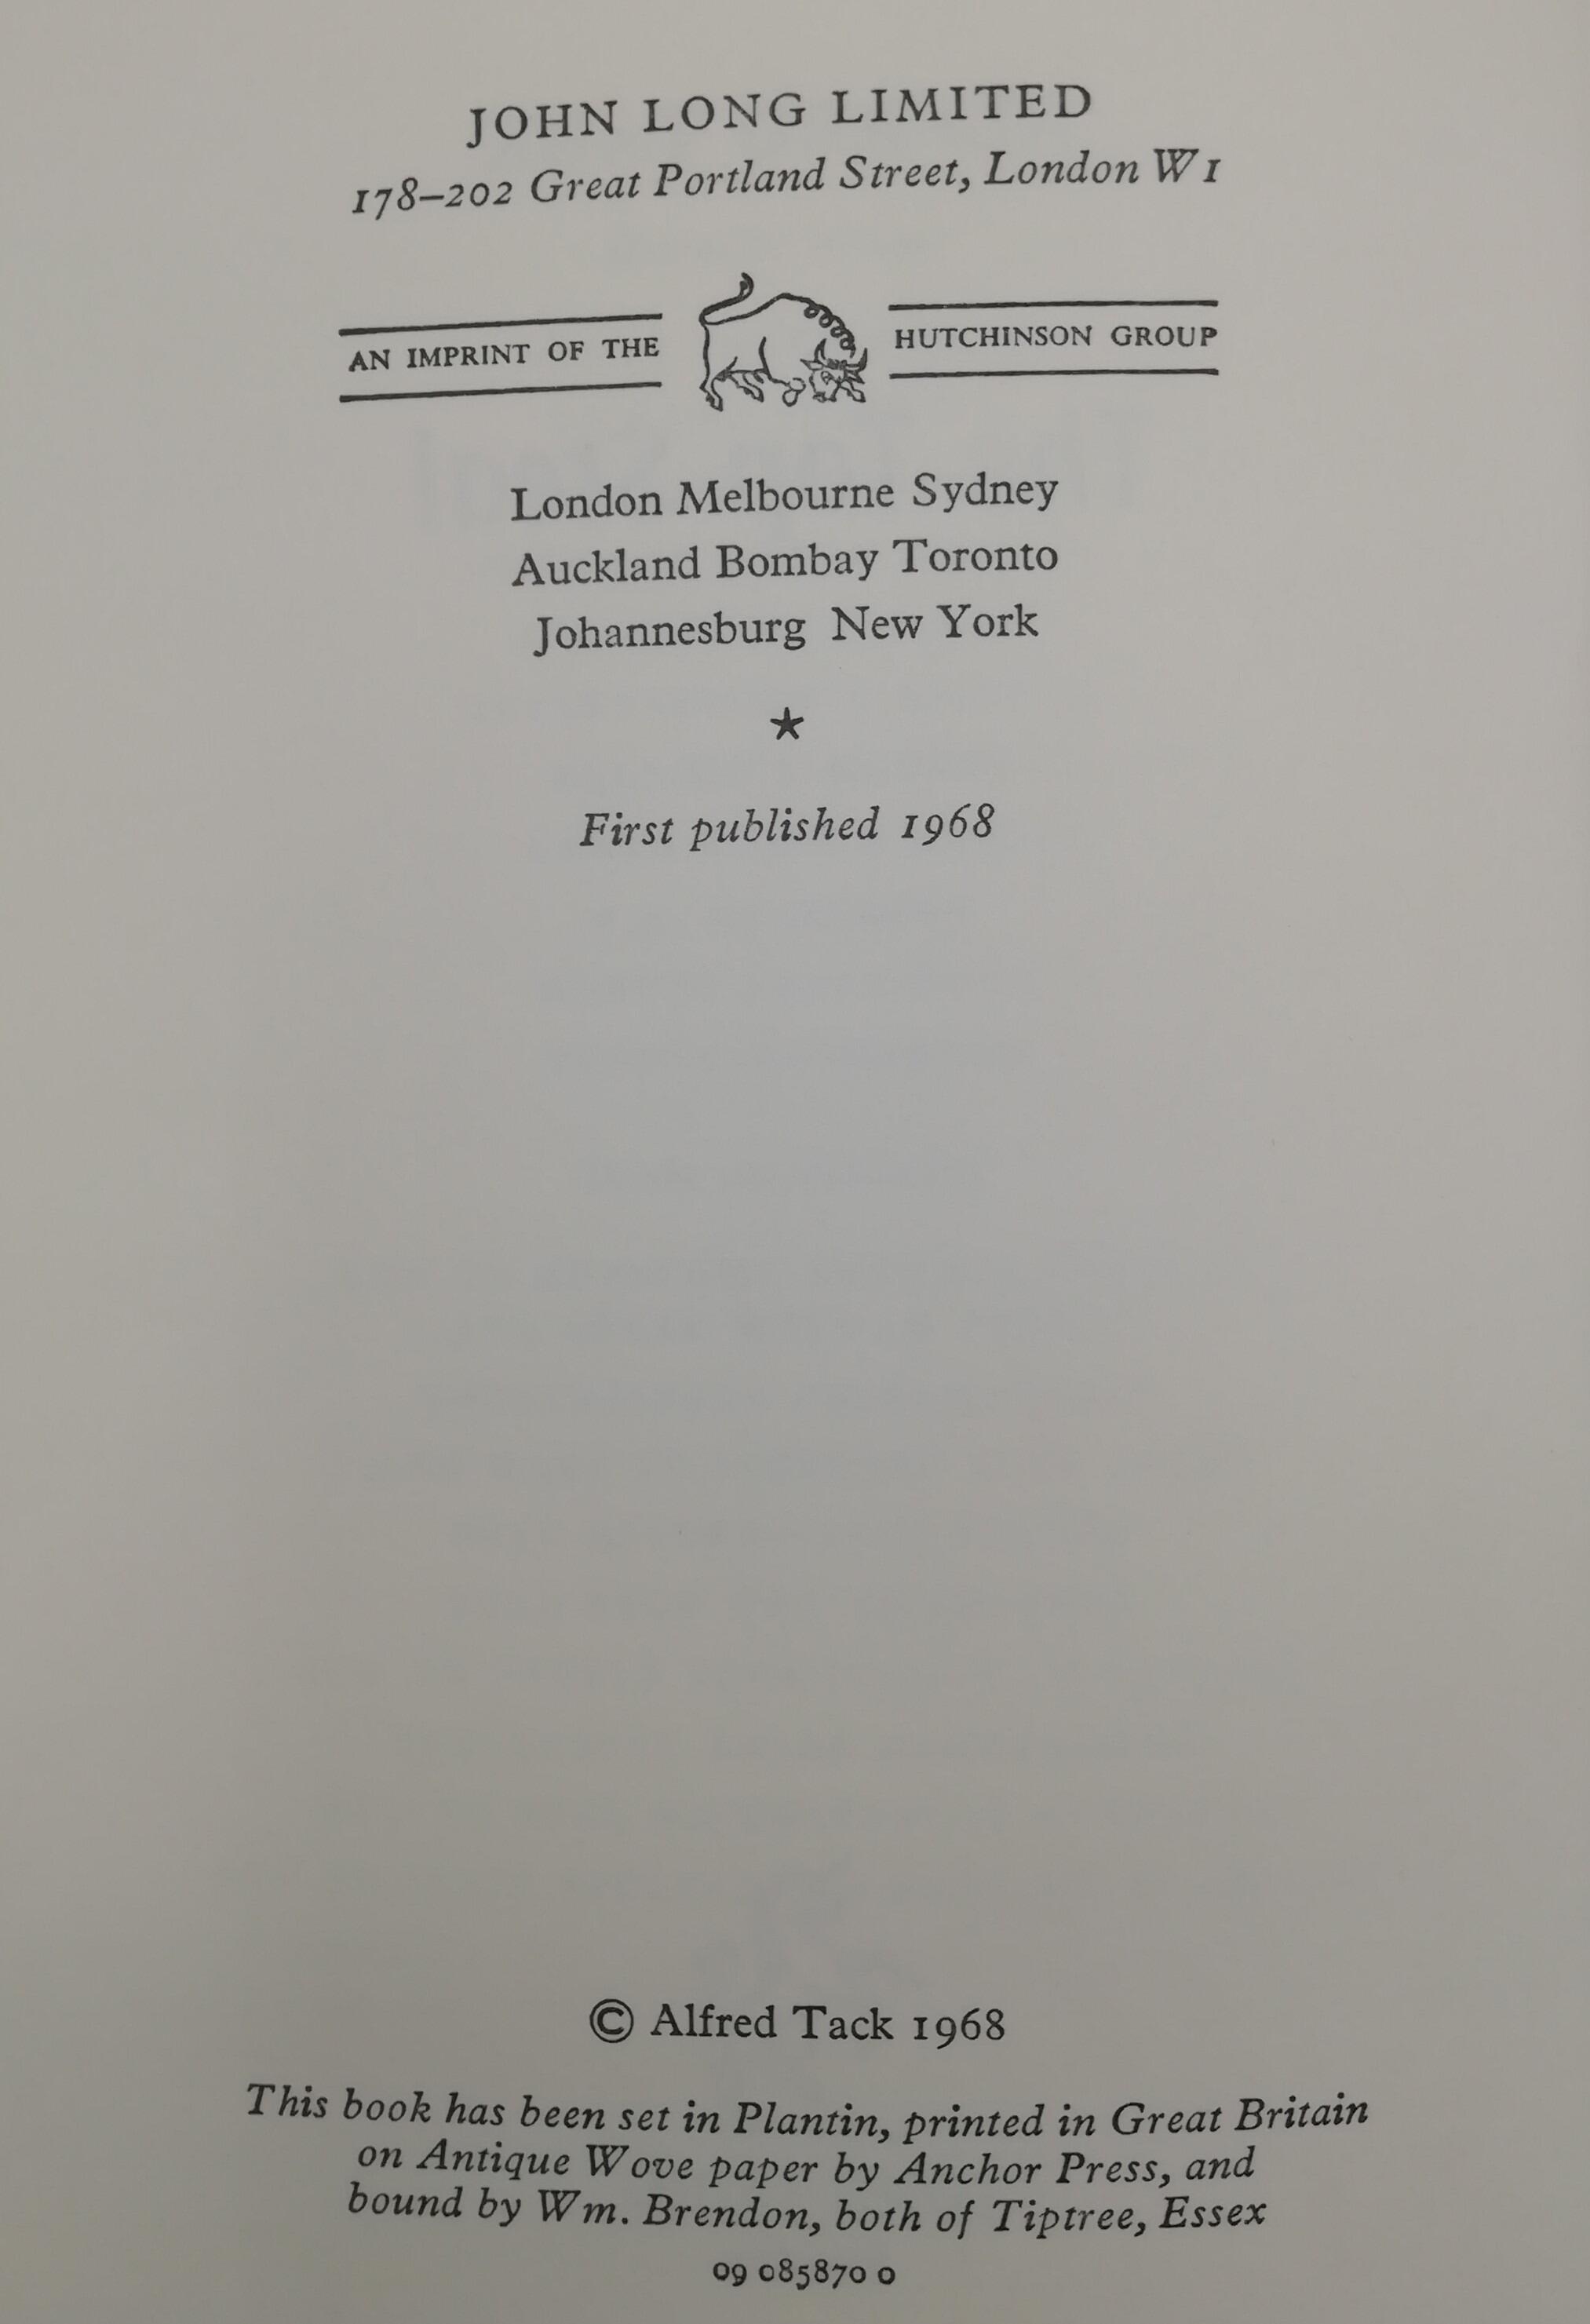 JOHN LONG LIMITED
178–202 Great Portland Street, London W1
AN IMPRINT OF THE HUTCHINSON GROUP
London Melbourne Sydney
Auckland Bombay Toronto
Johannesburg New York
★
First published 1968
© Alfred Tack 1968
This book has been set in Plantin, printed in Great Britain
on Antique Wove paper by Anchor Press, and
bound by Wm. Brendon, both of Tiptree, Essex
09 085870 0